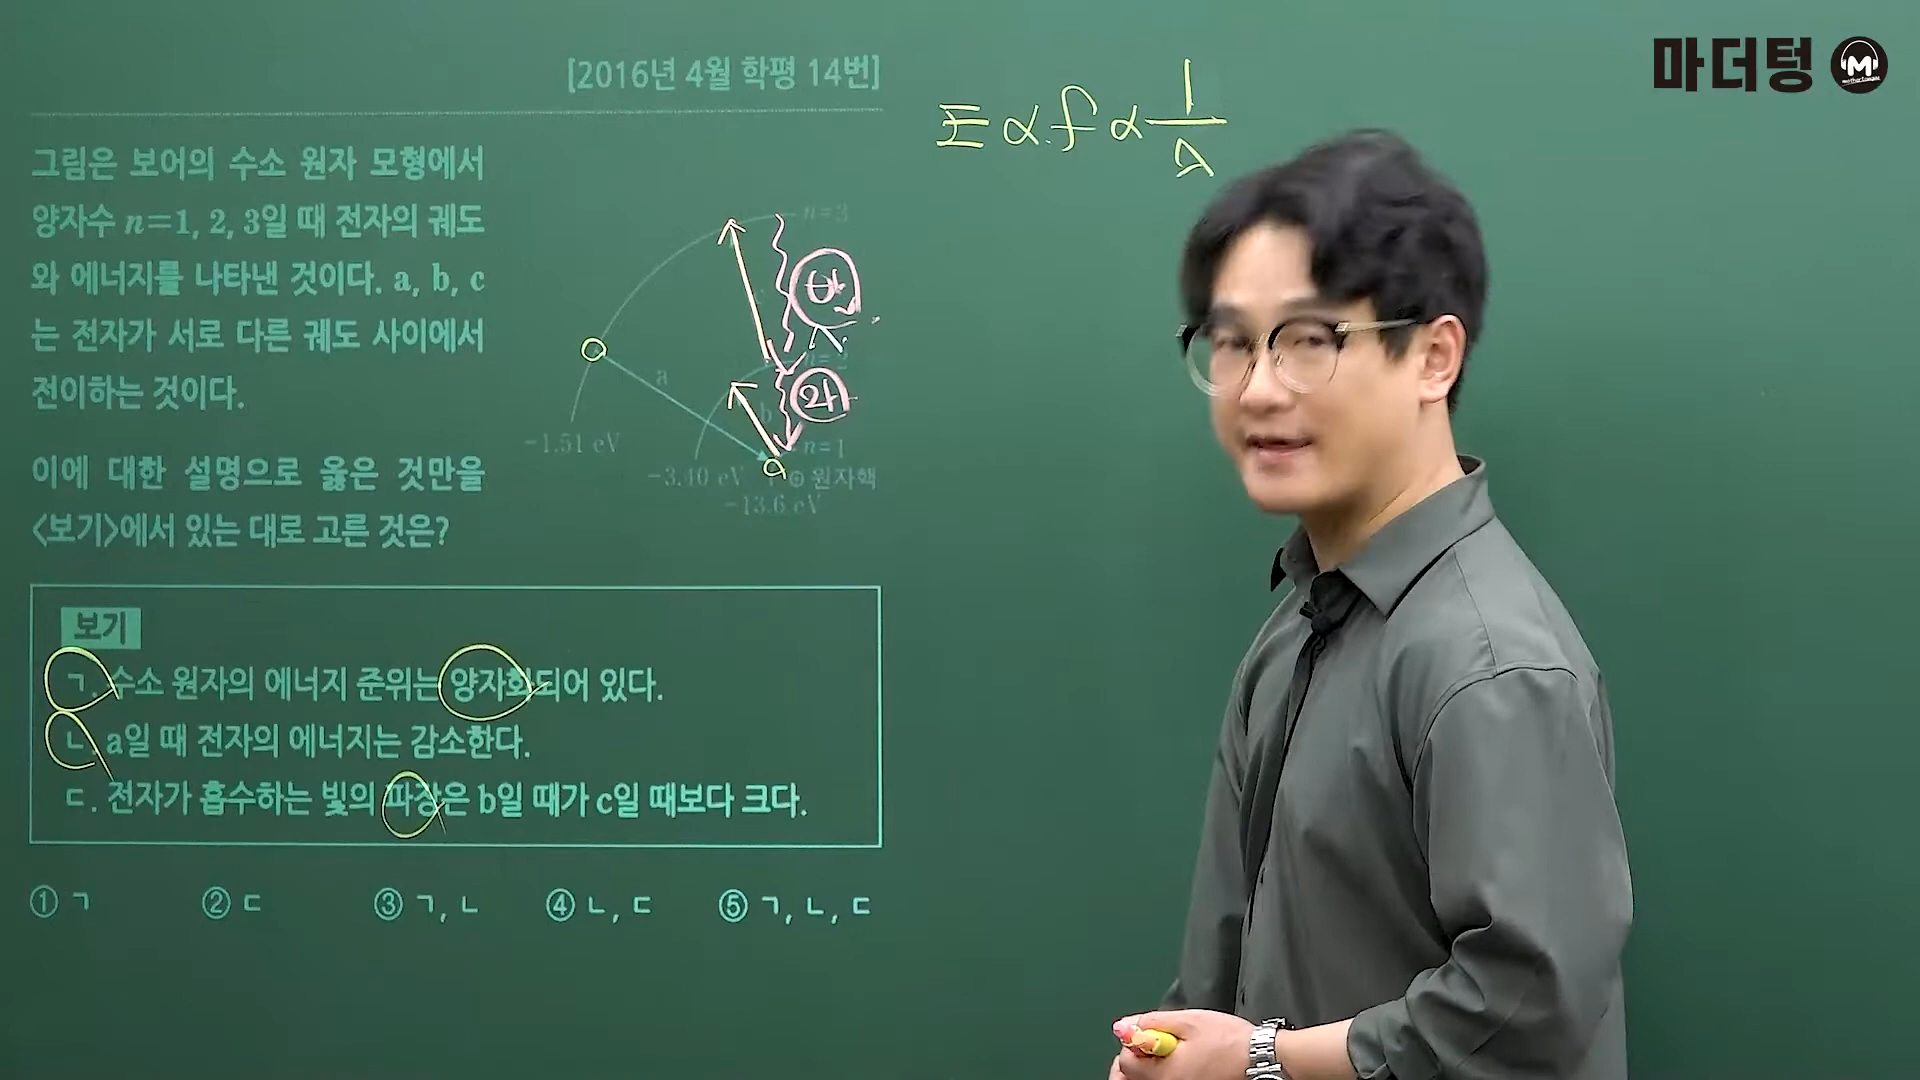 마더텅
[2016년 4월 학평 14번]
E ∝ f ∝ 1/λ
그림은 보어의 수소 원자 모형에서
양자수 n=1, 2, 3일 때 전자의 궤도
와 에너지를 나타낸 것이다. a, b, c
는 전자가 서로 다른 궤도 사이에서
전이하는 것이다.
이에 대한 설명으로 옳은 것만을
<보기>에서 있는 대로 고른 것은?
n=3
a
n=2
b
n=1
-1.51 eV
-3.40 eV
⊕ 원자핵
-13.6 eV
보기
ㄱ. 수소 원자의 에너지 준위는 양자화되어 있다.
ㄴ. a일 때 전자의 에너지는 감소한다.
ㄷ. 전자가 흡수하는 빛의 파장은 b일 때가 c일 때보다 크다.
① ㄱ ② ㄷ ③ ㄱ, ㄴ ④ ㄴ, ㄷ ⑤ ㄱ, ㄴ, ㄷ